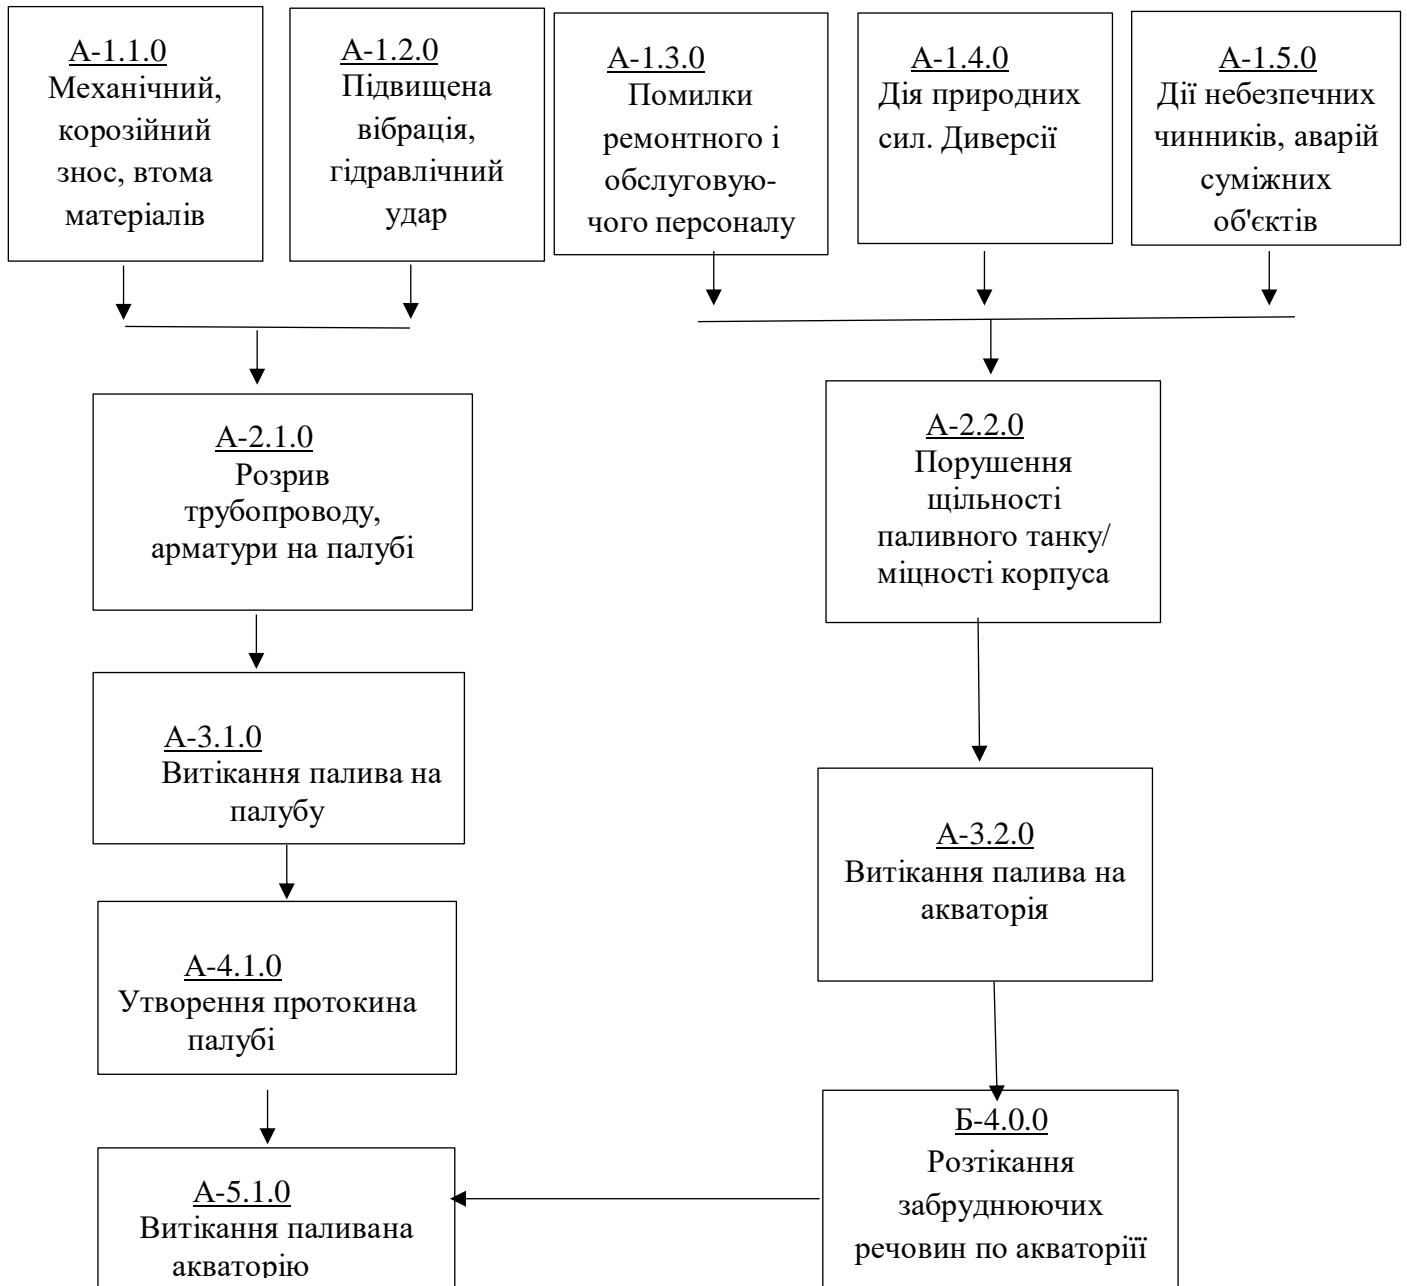 А-1.1.0
Механічний,
корозійний
знос, втома
матеріалів
А-1.2.0
Підвищена
вібрація,
гідравлічний
удар
А-1.3.0
Помилки
ремонтного і
обслуговую-
чого персоналу
А-1.4.0
Дія природних
сил. Диверсії
А-1.5.0
Дії небезпечних
чинників, аварій
суміжних
об'єктів
А-2.1.0
Розрив
трубопроводу,
арматури на палубі
А-2.2.0
Порушення
щільності
паливного танку/
міцності корпуса
А-3.1.0
Витікання палива на
палубу
А-3.2.0
Витікання палива на
акваторія
А-4.1.0
Утворення протокина
палубі
Б-4.0.0
Розтікання
забруднюючих
речовин по акваторіїї
А-5.1.0
Витікання паливана
акваторію